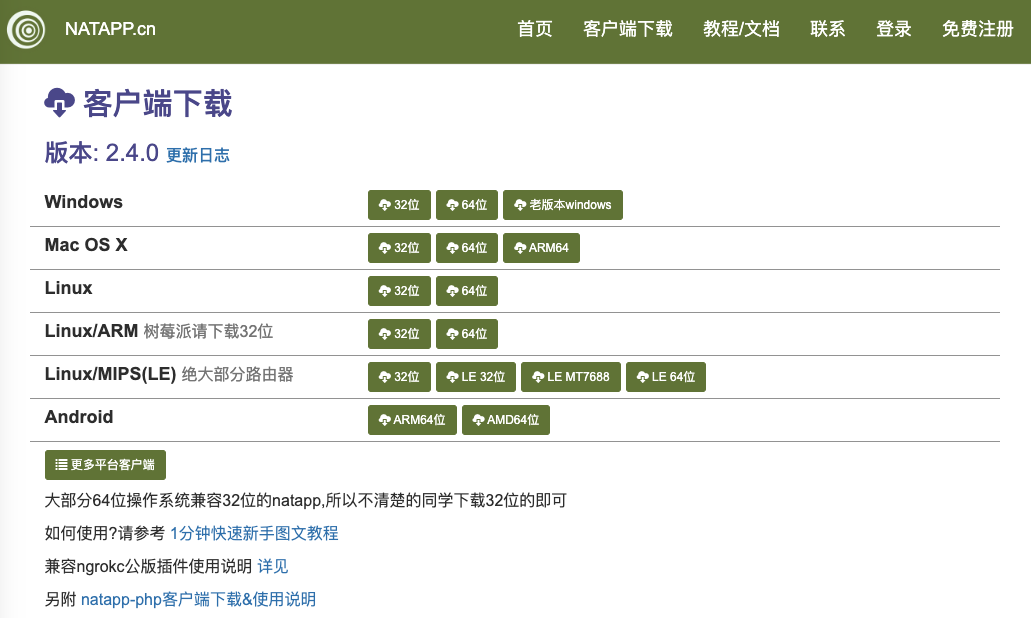 NATAPP.cn 首页 客户端下载 教程/文档 联系 登录 免费注册
客户端下载
版本: 2.4.0 更新日志
Windows 32位 64位 老版本windows
Mac OS X 32位 64位 ARM64
Linux 32位 64位
Linux/ARM 树莓派请下载32位 32位 64位
Linux/MIPS(LE) 绝大部分路由器 32位 LE 32位 LE MT7688 LE 64位
Android ARM64位 AMD64位
更多平台客户端
大部分64位操作系统兼容32位的natapp,所以不清楚的同学下载32位的即可
如何使用?请参考 1分钟快速新手图文教程
兼容ngrokc公版插件使用说明 详见
另附 natapp-php客户端下载&使用说明